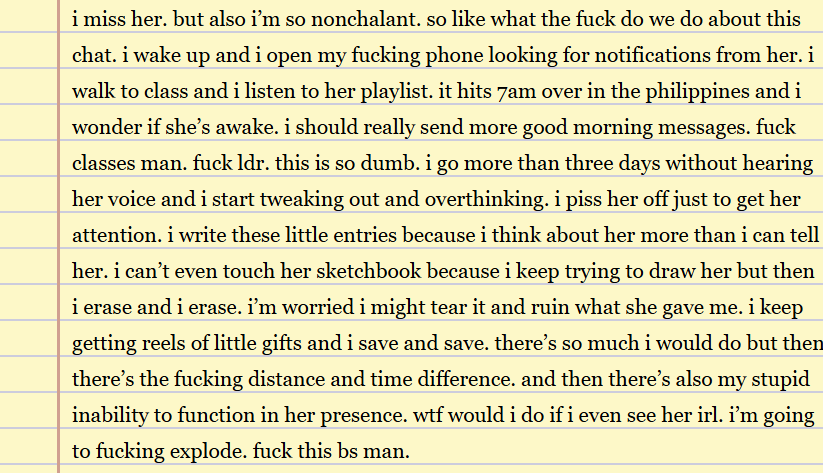 i miss her. but also i’m so nonchalant. so like what the fuck do we do about this
chat. i wake up and i open my fucking phone looking for notifications from her. i
walk to class and i listen to her playlist. it hits 7am over in the philippines and i
wonder if she’s awake. i should really send more good morning messages. fuck
classes man. fuck ldr. this is so dumb. i go more than three days without hearing
her voice and i start tweaking out and overthinking. i piss her off just to get her
attention. i write these little entries because i think about her more than i can tell
her. i can’t even touch her sketchbook because i keep trying to draw her but then
i erase and i erase. i’m worried i might tear it and ruin what she gave me. i keep
getting reels of little gifts and i save and save. there’s so much i would do but then
there’s the fucking distance and time difference. and then there’s also my stupid
inability to function in her presence. wtf would i do if i even see her irl. i’m going
to fucking explode. fuck this bs man.